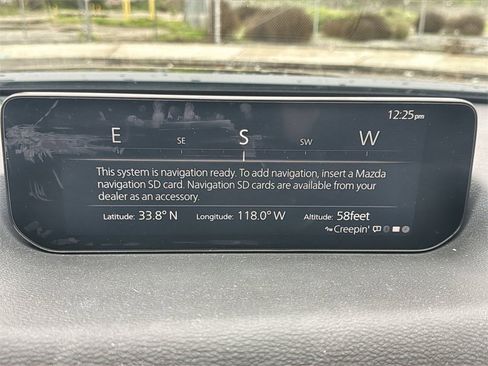 12:25pm
E SE S SW W
This system is navigation ready. To add navigation, insert a Mazda
navigation SD card. Navigation SD cards are available from your
dealer as an accessory.
Latitude: 33.8° N Longitude: 118.0° W Altitude: 58feet
Creepin'